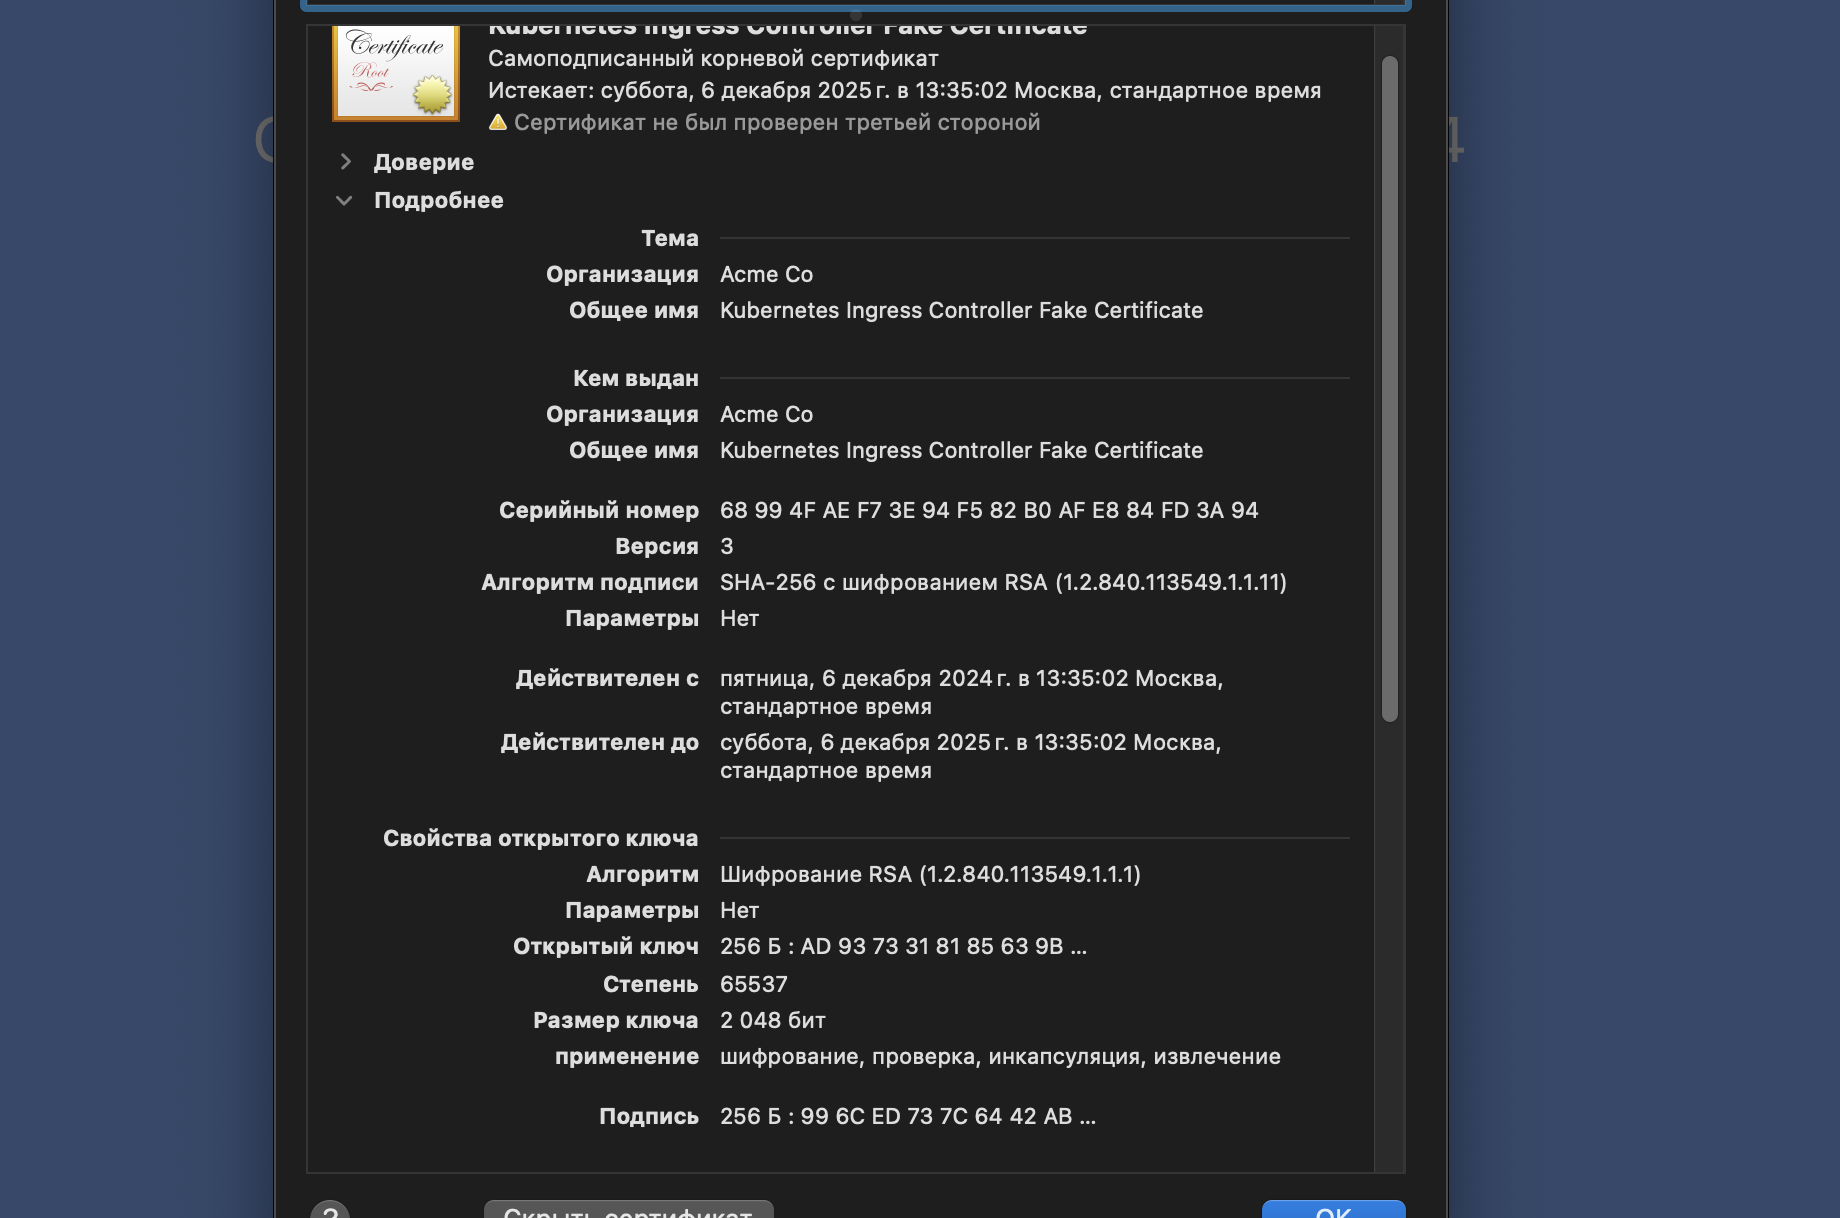 Kubernetes Ingress Controller Fake Certificate
Certificate
Root
Самоподписанный корневой сертификат
Истекает: суббота, 6 декабря 2025 г. в 13:35:02 Москва, стандартное время
Сертификат не был проверен третьей стороной
Доверие
Подробнее
Тема
Организация Acme Co
Общее имя Kubernetes Ingress Controller Fake Certificate
Кем выдан
Организация Acme Co
Общее имя Kubernetes Ingress Controller Fake Certificate
Серийный номер 68 99 4F AE F7 3E 94 F5 82 B0 AF E8 84 FD 3A 94
Версия 3
Алгоритм подписи SHA-256 с шифрованием RSA (1.2.840.113549.1.1.11)
Параметры Нет
Действителен с пятница, 6 декабря 2024 г. в 13:35:02 Москва,
стандартное время
Действителен до суббота, 6 декабря 2025 г. в 13:35:02 Москва,
стандартное время
Свойства открытого ключа
Алгоритм Шифрование RSA (1.2.840.113549.1.1.1)
Параметры Нет
Открытый ключ 256 Б : AD 93 73 31 81 85 63 9B ...
Степень 65537
Размер ключа 2 048 бит
применение шифрование, проверка, инкапсуляция, извлечение
Подпись 256 Б : 99 6C ED 73 7C 64 42 AB ...
? Скрыть сертификат OK